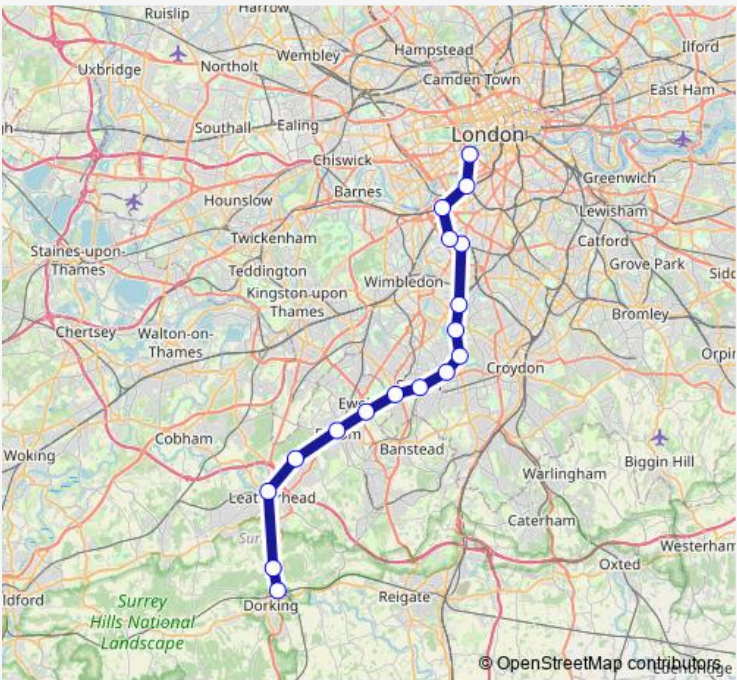 Ruislip
Harrow
Hampstead
Ilford
Wembley
Uxbridge
Northolt
Camden Town
East Ham
Southall
Ealing
London
Chiswick
Barnes
Greenwich
Hounslow
Lewisham
Twickenham
Catford
Staines-upon-
Thames
Teddington
Grove Park
Wimbledon
Kingston upon
Thames
Bromley
Chertsey
Walton-on-
Thames
Croydon
Cobham
Banstead
Woking
Biggin Hill
Warlingham
Caterham
Westerham
Oxted
Surrey
Hills National
Landscape
Dorking
Reigate
© OpenStreetMap contributors